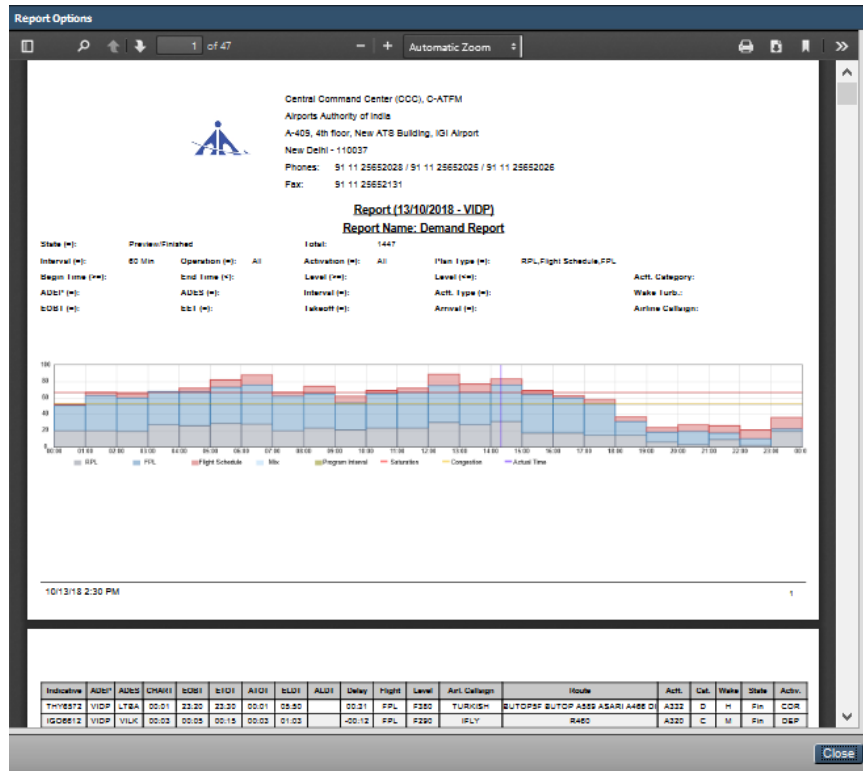 Report Options
1 of 47
Automatic Zoom
Central Command Center (CCC), C-ATFM
Airports Authority of India
A-409, 4th floor, New ATS Building, IGI Airport
New Delhi - 110037
Phones: 91 11 25652028 / 91 11 25652025 / 91 11 25652026
Fax: 91 11 25652131
Report (13/10/2018 - VIDP)
Report Name: Demand Report
State (=): Preview/Finished Total: 1447
Interval (=): 60 Min Operation (=): All Activation (=): All Plan Type (=): RPL,Flight Schedule,FPL
Begin Time (>=): End Time (<): Level (>=): Level (<=): Acft. Category:
ADEP (=): ADES (=): Interval (=): Acft. Type (=): Wake Turb.:
EOBT (=): EET (=): Takeoff (=): Arrival (=): Airline Callsign:
100
80
60
40
20
0
00:00 01:00 02:00 03:00 04:00 05:00 06:00 07:00 08:00 09:00 10:00 11:00 12:00 13:00 14:00 15:00 16:00 17:00 18:00 19:00 20:00 21:00 22:00 23:00 00:0
RPL FPL Flight Schedule Mix Program Interval Saturation Congestion Actual Time
10/13/18 2:30 PM 1
Indicative ADEP ADES CHART EOBT ETOT ATOT ELDT ALDT Delay Flight Level Airl. Callsign Route Acft. Cat. Wake State Activ.
THY6572 VIDP LTBA 00:01 23:20 23:30 00:01 05:50 00:31 FPL F350 TURKISH BUTOP5F BUTOP A589 ASARI A466 DI A332 D H Fin COR
IGO6612 VIDP VILK 00:03 00:05 00:15 00:03 01:03 -00:12 FPL F290 IFLY R460 A320 C M Fin DEP
Close